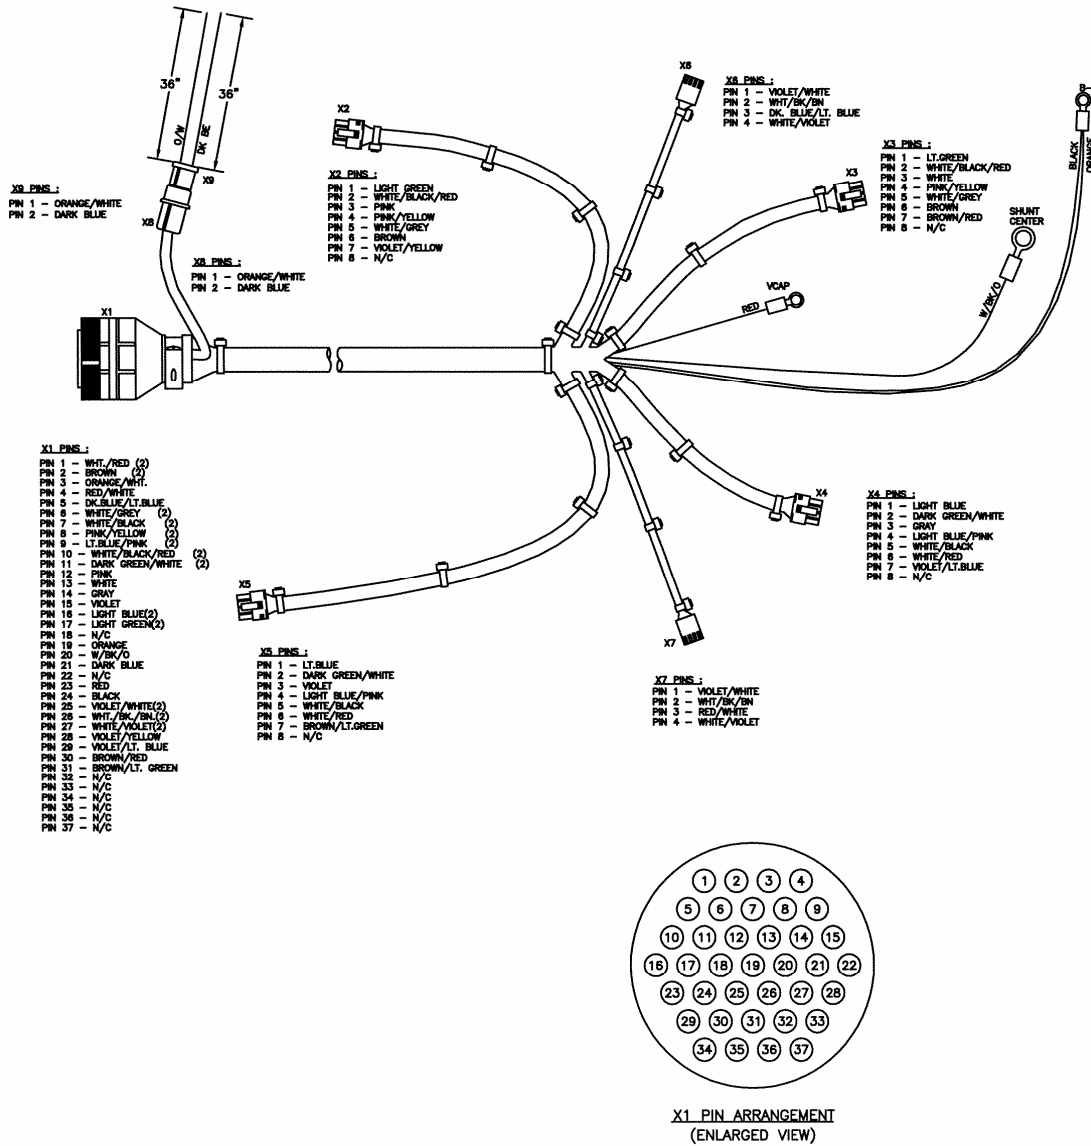 36"
36"
O/W
DK BE
X9
X8
X9 PINS :
PIN 1 - ORANGE/WHITE
PIN 2 - DARK BLUE
X8 PINS :
PIN 1 - ORANGE/WHITE
PIN 2 - DARK BLUE
X1
X2
X2 PINS :
PIN 1 - LIGHT GREEN
PIN 2 - WHITE/BLACK/RED
PIN 3 - PINK
PIN 4 - PINK/YELLOW
PIN 5 - WHITE/GREY
PIN 6 - BROWN
PIN 7 - VIOLET/YELLOW
PIN 8 - N/C
X6
X6 PINS :
PIN 1 - VIOLET/WHITE
PIN 2 - WHT/BK/BN
PIN 3 - DK. BLUE/LT. BLUE
PIN 4 - WHITE/VIOLET
X3
X3 PINS :
PIN 1 - LT.GREEN
PIN 2 - WHITE/BLACK/RED
PIN 3 - WHITE
PIN 4 - PINK/YELLOW
PIN 5 - WHITE/GREY
PIN 6 - BROWN
PIN 7 - BROWN/RED
PIN 8 - N/C
BLACK
ORANGE
SHUNT
CENTER
W/BK/O
VCAP
RED
X1 PINS :
PIN 1 - WHT./RED (2)
PIN 2 - BROWN (2)
PIN 3 - ORANGE/WHT.
PIN 4 - RED/WHITE
PIN 5 - DK.BLUE/LT.BLUE
PIN 6 - WHITE/GREY (2)
PIN 7 - WHITE/BLACK (2)
PIN 8 - PINK/YELLOW (2)
PIN 9 - LT.BLUE/PINK (2)
PIN 10 - WHITE/BLACK/RED (2)
PIN 11 - DARK GREEN/WHITE (2)
PIN 12 - PINK
PIN 13 - WHITE
PIN 14 - GRAY
PIN 15 - VIOLET
PIN 16 - LIGHT BLUE(2)
PIN 17 - LIGHT GREEN(2)
PIN 18 - N/C
PIN 19 - ORANGE
PIN 20 - W/BK/O
PIN 21 - DARK BLUE
PIN 22 - N/C
PIN 23 - RED
PIN 24 - BLACK
PIN 25 - VIOLET/WHITE(2)
PIN 26 - WHT./BK./BN.(2)
PIN 27 - WHITE/VIOLET(2)
PIN 28 - VIOLET/YELLOW
PIN 29 - VIOLET/LT. BLUE
PIN 30 - BROWN/RED
PIN 31 - BROWN/LT. GREEN
PIN 32 - N/C
PIN 33 - N/C
PIN 34 - N/C
PIN 35 - N/C
PIN 36 - N/C
PIN 37 - N/C
X5
X5 PINS :
PIN 1 - LT.BLUE
PIN 2 - DARK GREEN/WHITE
PIN 3 - VIOLET
PIN 4 - LIGHT BLUE/PINK
PIN 5 - WHITE/BLACK
PIN 6 - WHITE/RED
PIN 7 - BROWN/LT.GREEN
PIN 8 - N/C
X7
X7 PINS :
PIN 1 - VIOLET/WHITE
PIN 2 - WHT/BK/BN
PIN 3 - RED/WHITE
PIN 4 - WHITE/VIOLET
X4
X4 PINS :
PIN 1 - LIGHT BLUE
PIN 2 - DARK GREEN/WHITE
PIN 3 - GRAY
PIN 4 - LIGHT BLUE/PINK
PIN 5 - WHITE/BLACK
PIN 6 - WHITE/RED
PIN 7 - VIOLET/LT.BLUE
PIN 8 - N/C
1 2 3 4
5 6 7 8 9
10 11 12 13 14 15
16 17 18 19 20 21 22
23 24 25 26 27 28
29 30 31 32 33
34 35 36 37
X1 PIN ARRANGEMENT
(ENLARGED VIEW)